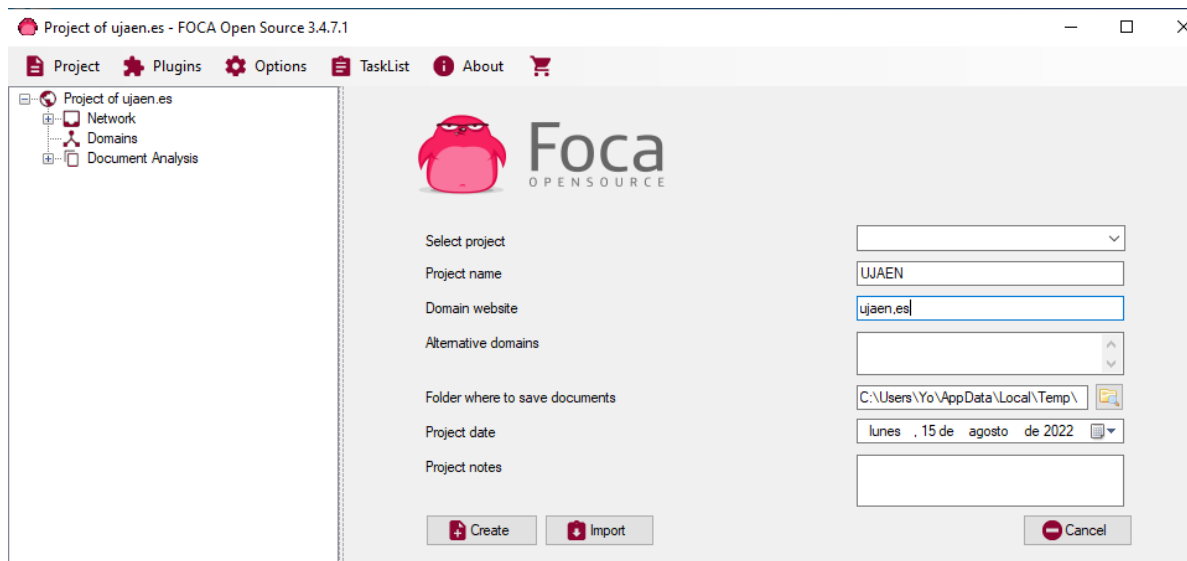 Project of ujaen.es - FOCA Open Source 3.4.7.1
Project Plugins Options TaskList About
Project of ujaen.es
Network
Domains
Document Analysis
Foca
OPENSOURCE
Select project
Project name UJAEN
Domain website ujaen,es
Alternative domains
Folder where to save documents C:\Users\Yo\AppData\Local\Temp\
Project date lunes , 15 de agosto de 2022
Project notes
Create Import Cancel